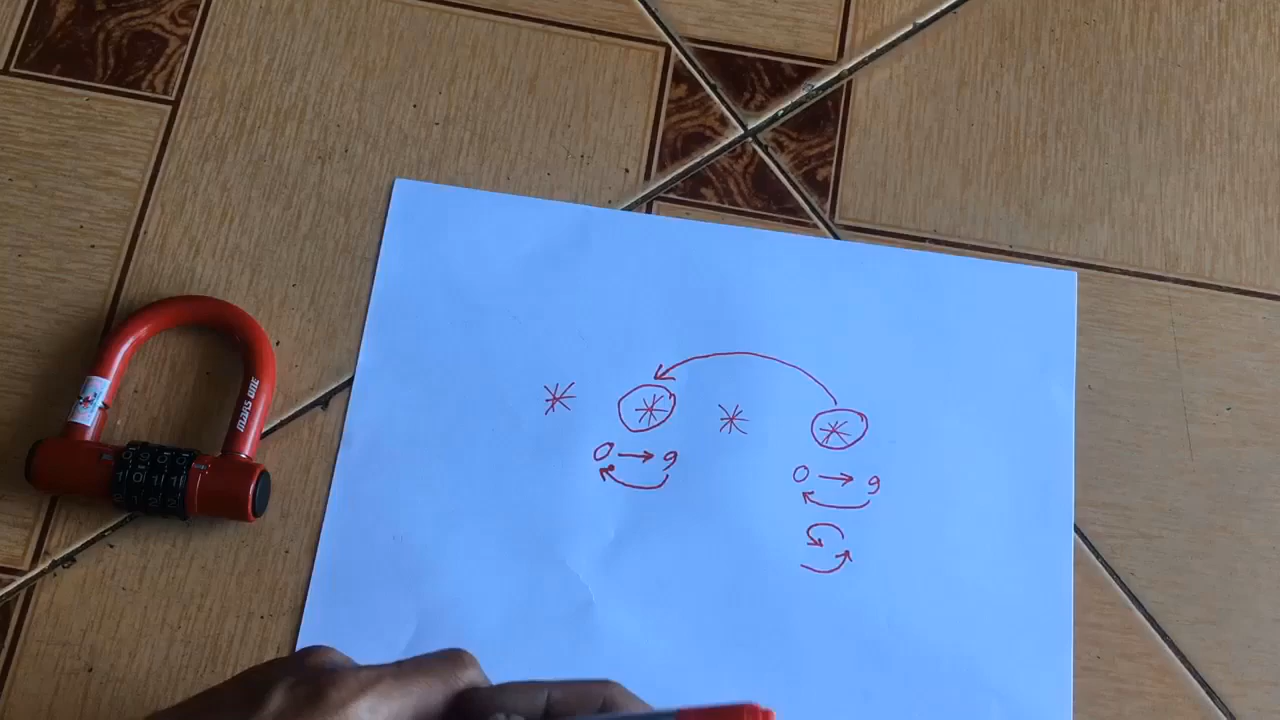 MARS ONE
* * * *
0 → 9 0 → 9